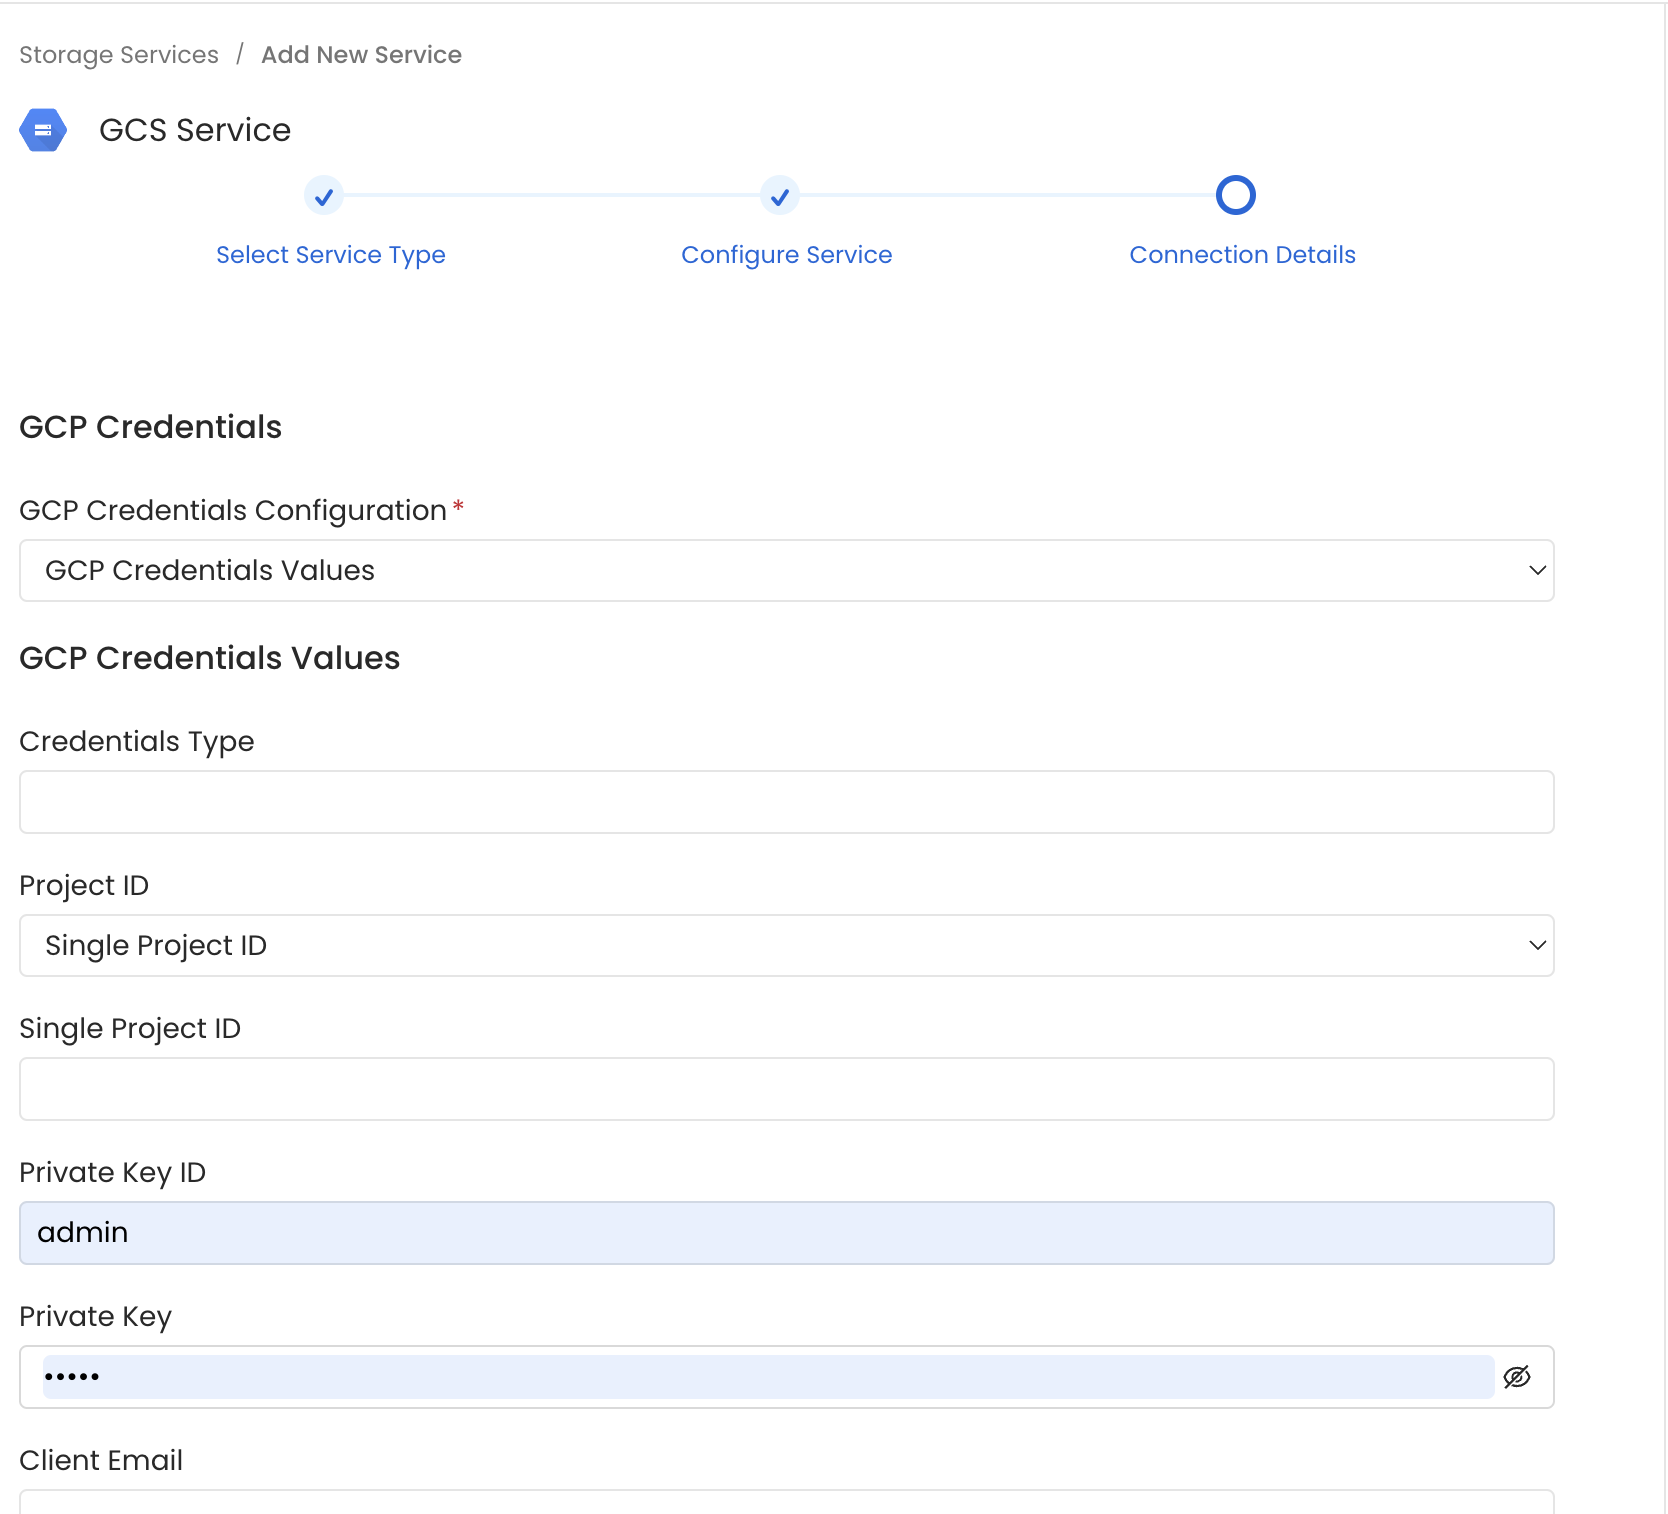 Storage Services / Add New Service
GCS Service
Select Service Type
Configure Service
Connection Details
GCP Credentials
GCP Credentials Configuration *
GCP Credentials Values
GCP Credentials Values
Credentials Type
Project ID
Single Project ID
Single Project ID
Private Key ID
admin
Private Key
•••••
Client Email